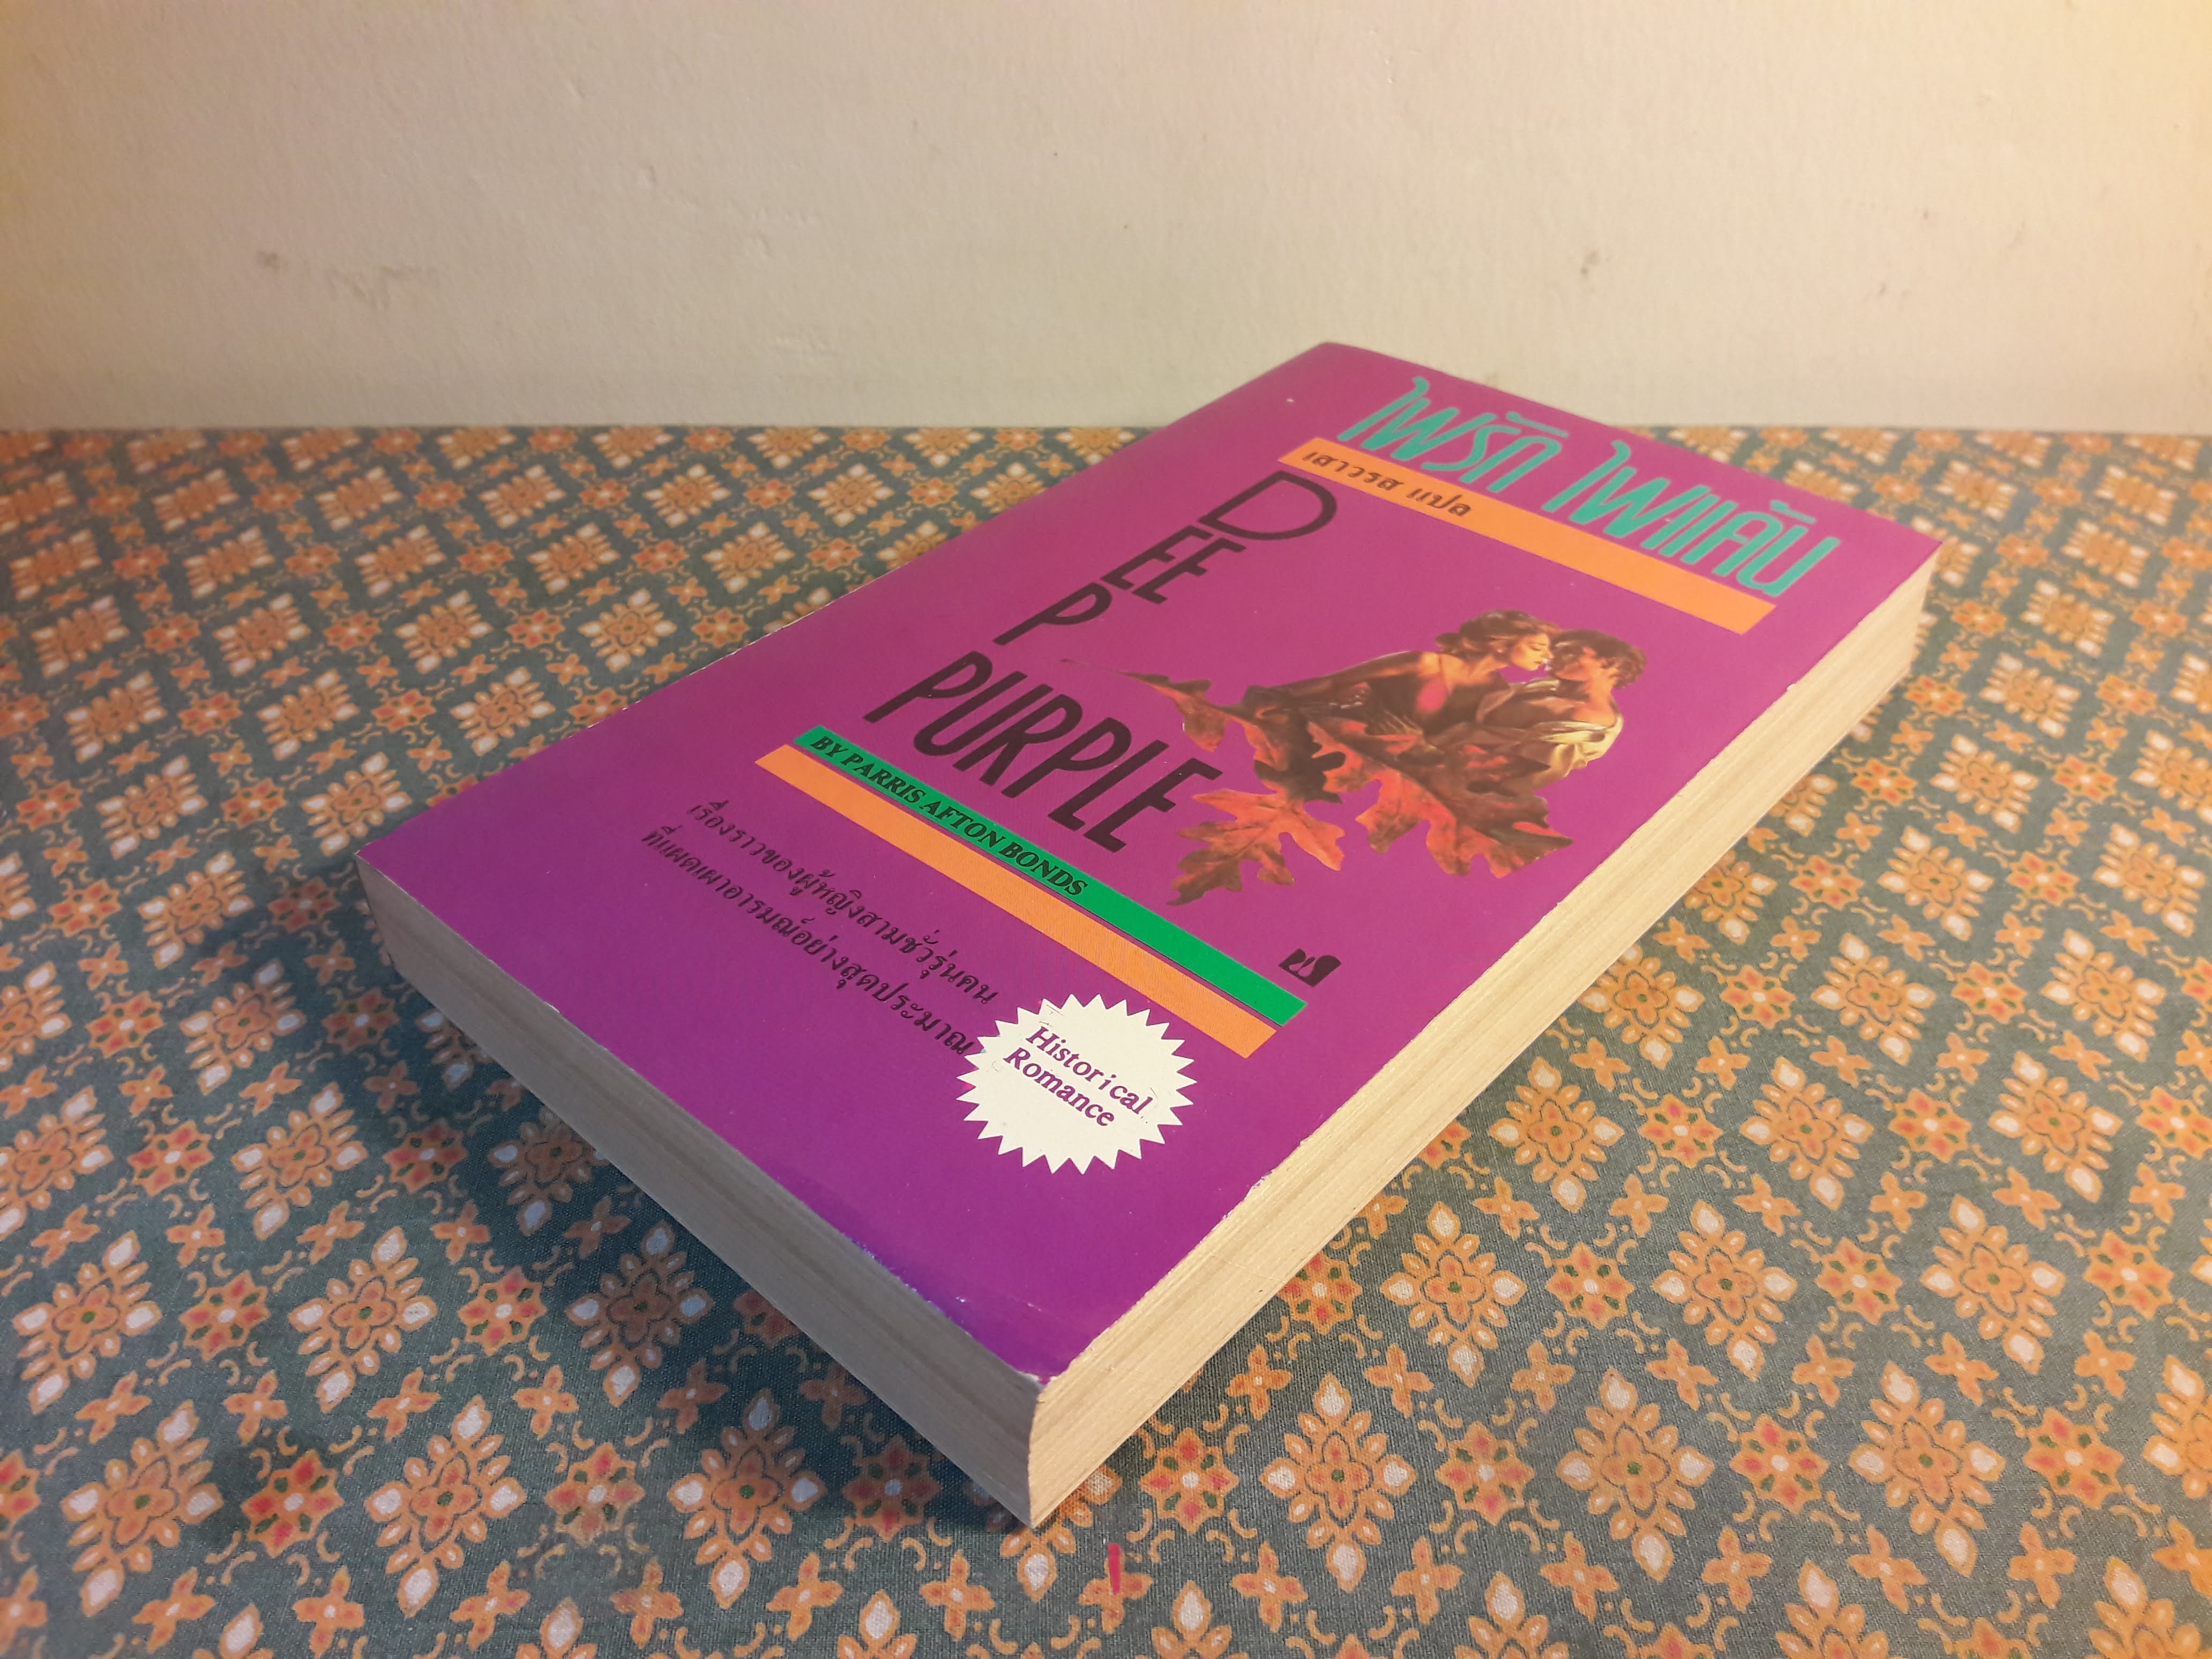 ไฟรัก ไฟแค้น
เสาวรส แปล
DEEP
PURPLE
BY PARRIS AFTON BONDS
เรื่องราวของผู้หญิงสามชั่วรุ่นคน
ที่แผดเผาอารมณ์อย่างสุดประมาณ
Historical
Romance